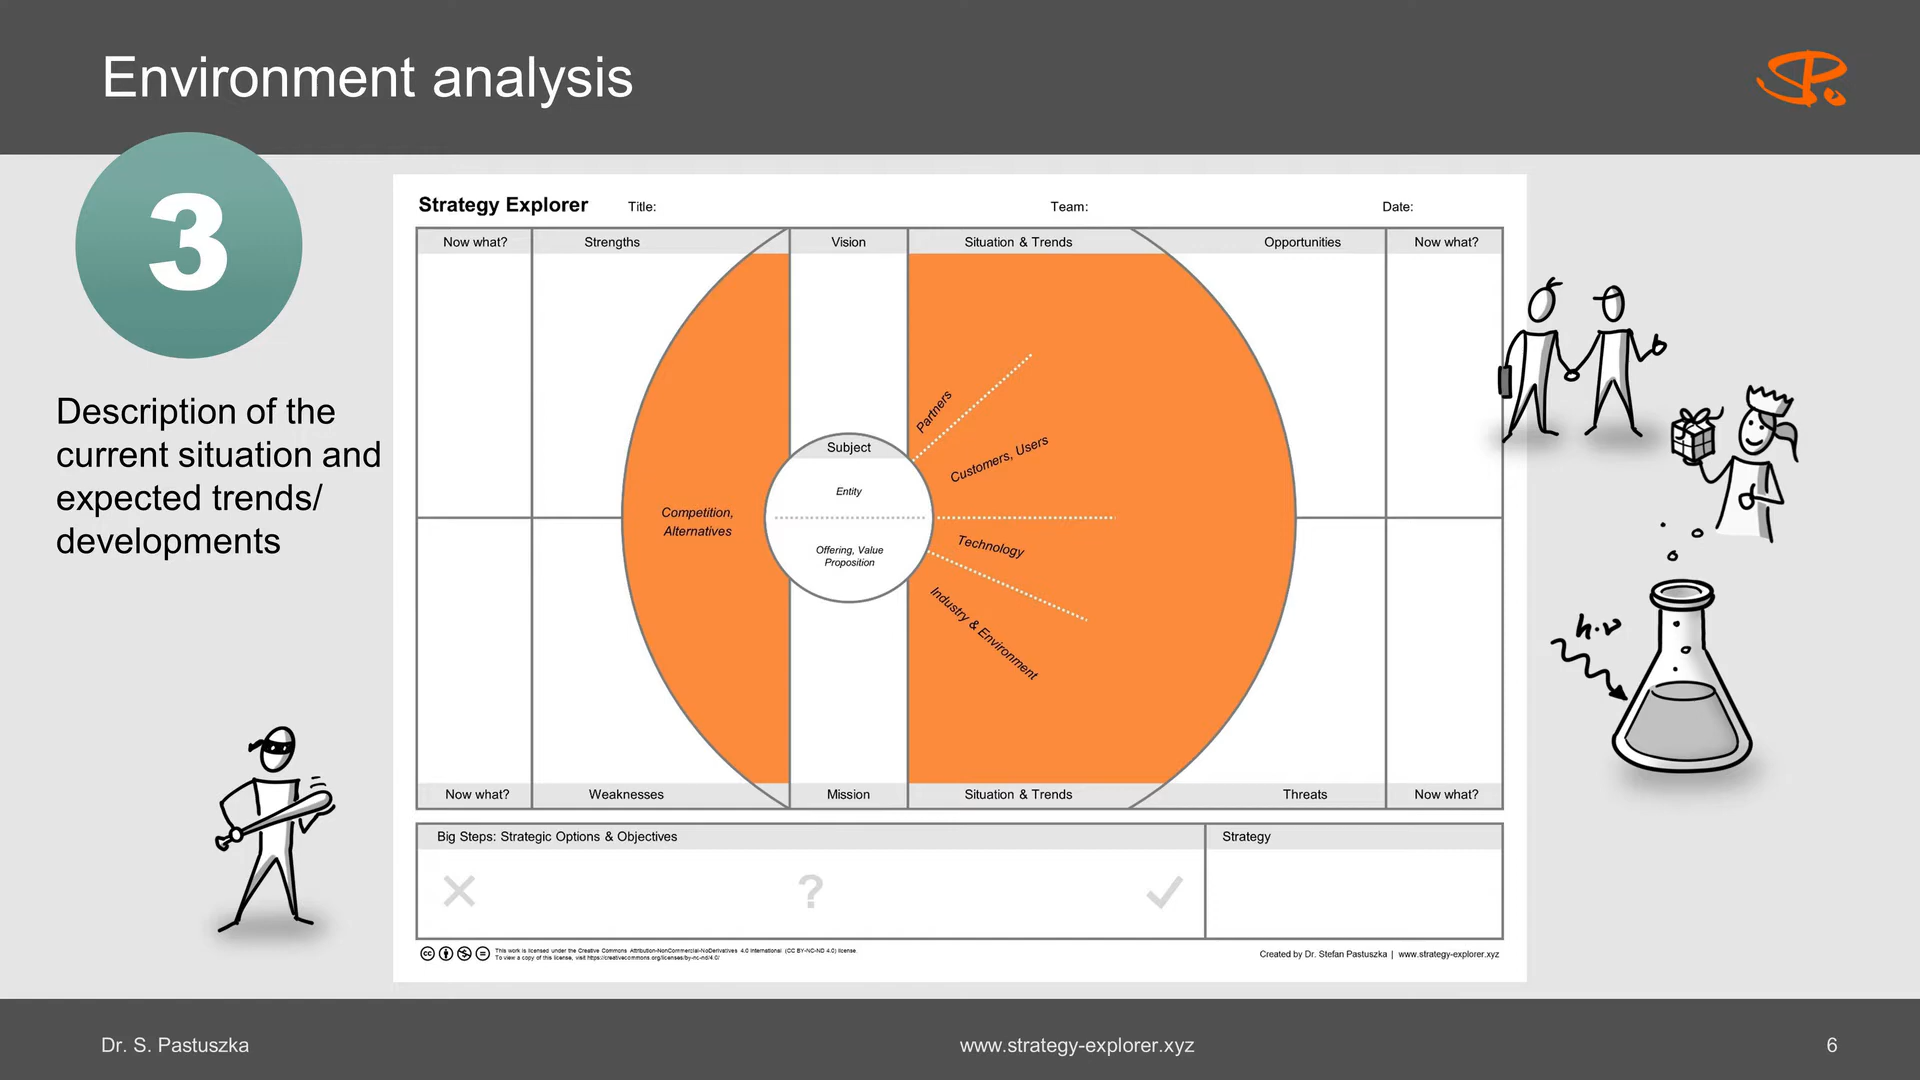 Environment analysis
3
Description of the
current situation and
expected trends/
developments
Strategy Explorer
Title:
Team:
Date:
Now what?
Strengths
Vision
Situation & Trends
Opportunities
Now what?
Partners
Customers, Users
Subject
Entity
Competition,
Alternatives
Offering, Value
Proposition
Technology
Industry & Environment
h·ν
Now what?
Weaknesses
Mission
Situation & Trends
Threats
Now what?
Big Steps: Strategic Options & Objectives
Strategy
?
This work is licensed under the Creative Commons Attribution-NonCommercial-NoDerivatives 4.0 International (CC BY-NC-ND 4.0) license.
To view a copy of this license, visit https://creativecommons.org/licenses/by-nc-nd/4.0/
Created by Dr. Stefan Pastuszka | www.strategy-explorer.xyz
Dr. S. Pastuszka
www.strategy-explorer.xyz
6